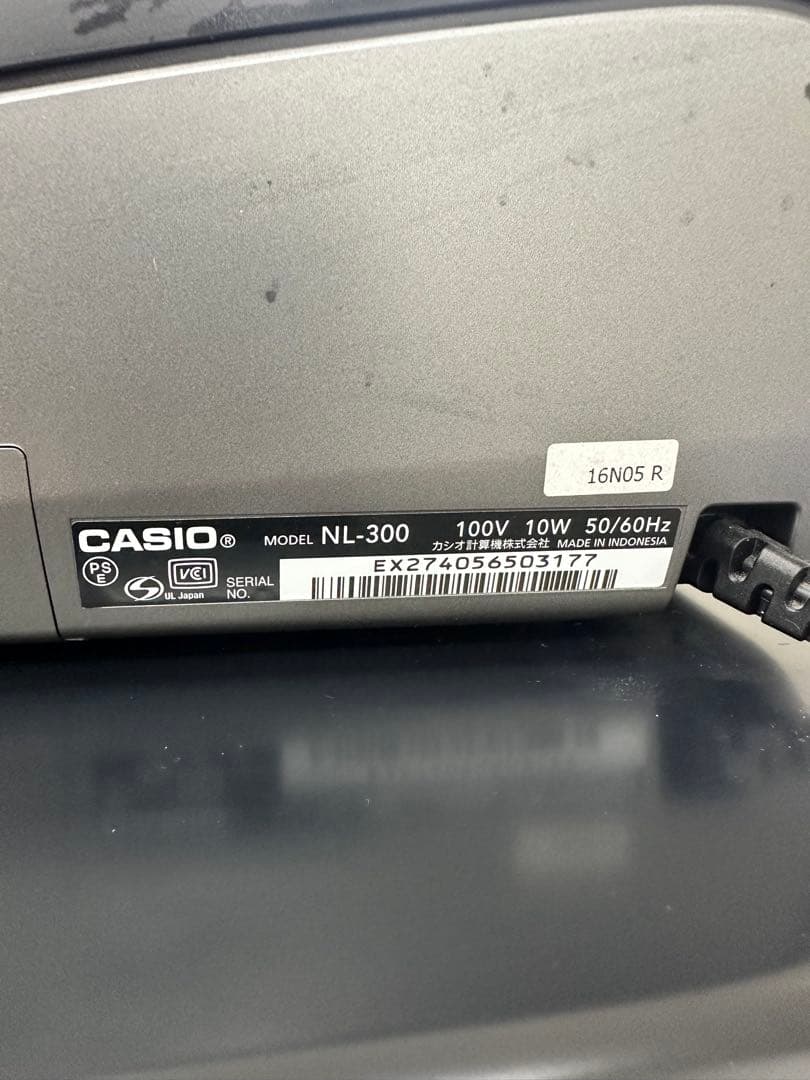 16N05 R
CASIO® MODEL NL-300 100V 10W 50/60Hz
カシオ計算機株式会社 MADE IN INDONESIA
PS
E
VCI
UL Japan
SERIAL
NO.
EX274056503177